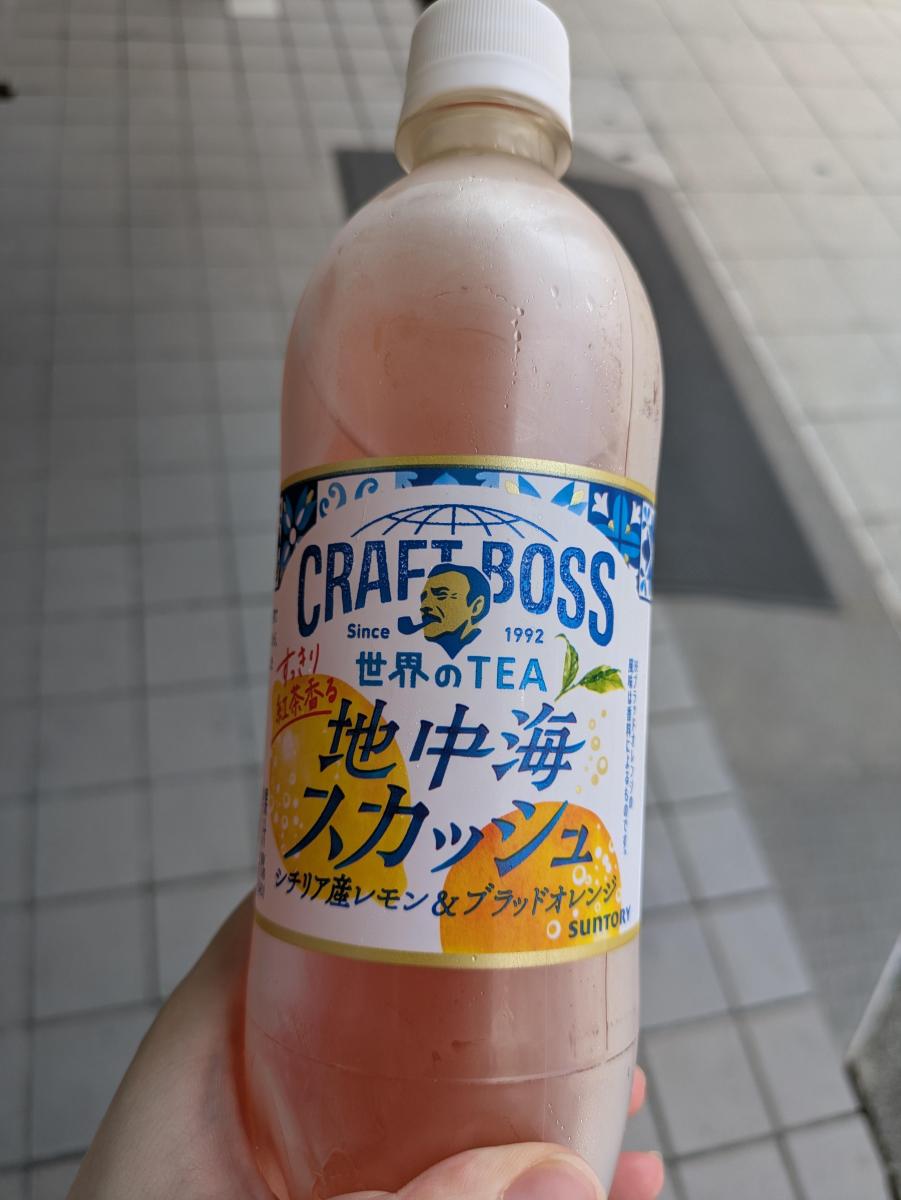 CRAFT BOSS
Since 1992
世界のTEA
すっきり
紅茶香る
地中海
スカッシュ
シチリア産レモン&ブラッドオレンジ
SUNTORY